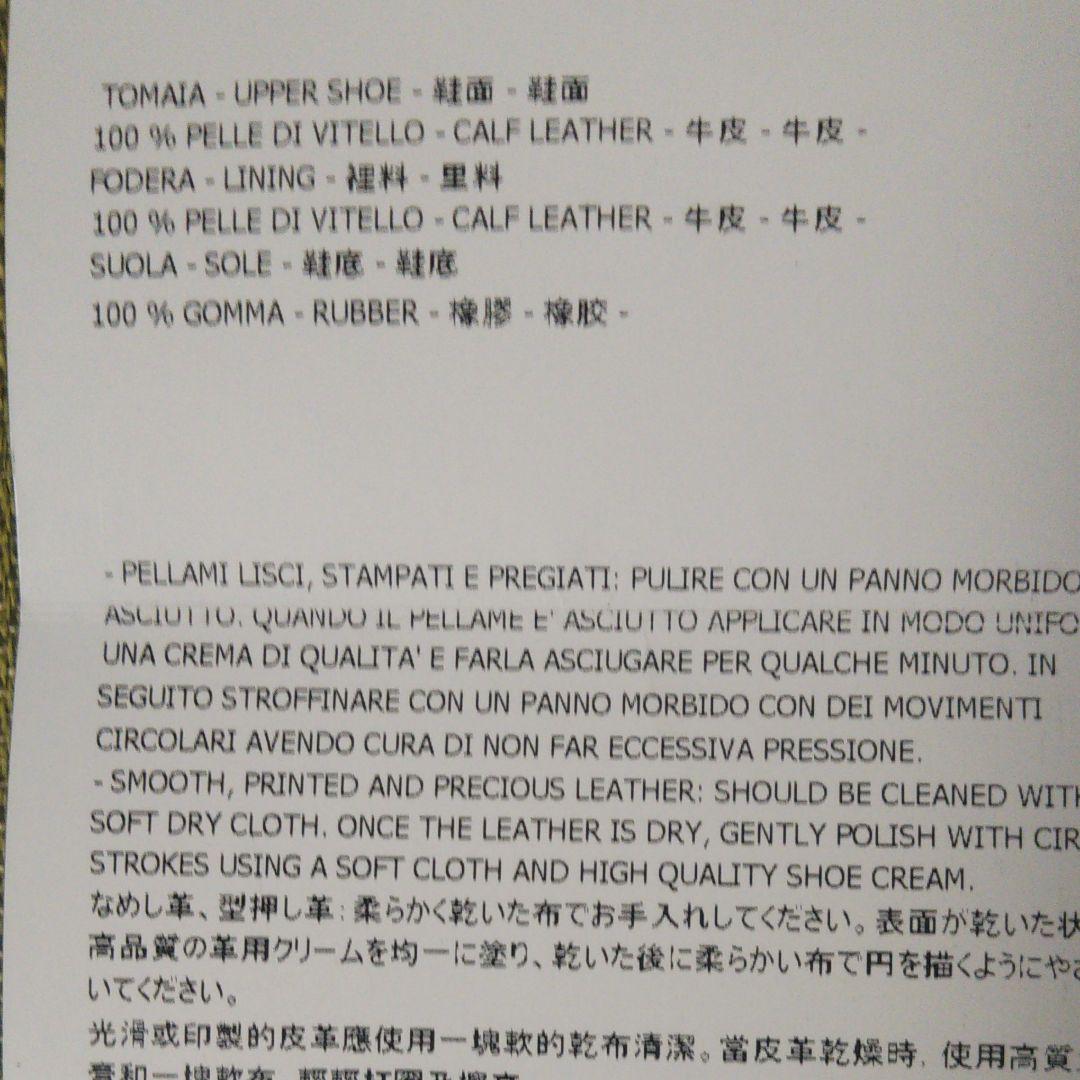 TOMAIA - UPPER SHOE - 鞋面 - 鞋面
100 % PELLE DI VITELLO - CALF LEATHER - 牛皮 - 牛皮 -
FODERA - LINING - 裡料 - 里料
100 % PELLE DI VITELLO - CALF LEATHER - 牛皮 - 牛皮 -
SUOLA - SOLE - 鞋底 - 鞋底
100 % GOMMA - RUBBER - 橡膠 - 橡胶 -
- PELLAMI LISCI, STAMPATI E PREGIATI: PULIRE CON UN PANNO MORBIDO
ASCIUTTO. QUANDO IL PELLAME E' ASCIUTTO APPLICARE IN MODO UNIFO
UNA CREMA DI QUALITA' E FARLA ASCIUGARE PER QUALCHE MINUTO. IN
SEGUITO STROFFINARE CON UN PANNO MORBIDO CON DEI MOVIMENTI
CIRCOLARI AVENDO CURA DI NON FAR ECCESSIVA PRESSIONE.
- SMOOTH, PRINTED AND PRECIOUS LEATHER: SHOULD BE CLEANED WITH
SOFT DRY CLOTH. ONCE THE LEATHER IS DRY, GENTLY POLISH WITH CIR
STROKES USING A SOFT CLOTH AND HIGH QUALITY SHOE CREAM.
なめし革、型押し革：柔らかく乾いた布でお手入れしてください。表面が乾いた状
高品質の革用クリームを均一に塗り、乾いた後に柔らかい布で円を描くようにやさ
いてください。
光滑或印製的皮革應使用一塊軟的乾布清潔。當皮革乾燥時，使用高質
膏和一塊軟布，輕輕打圈